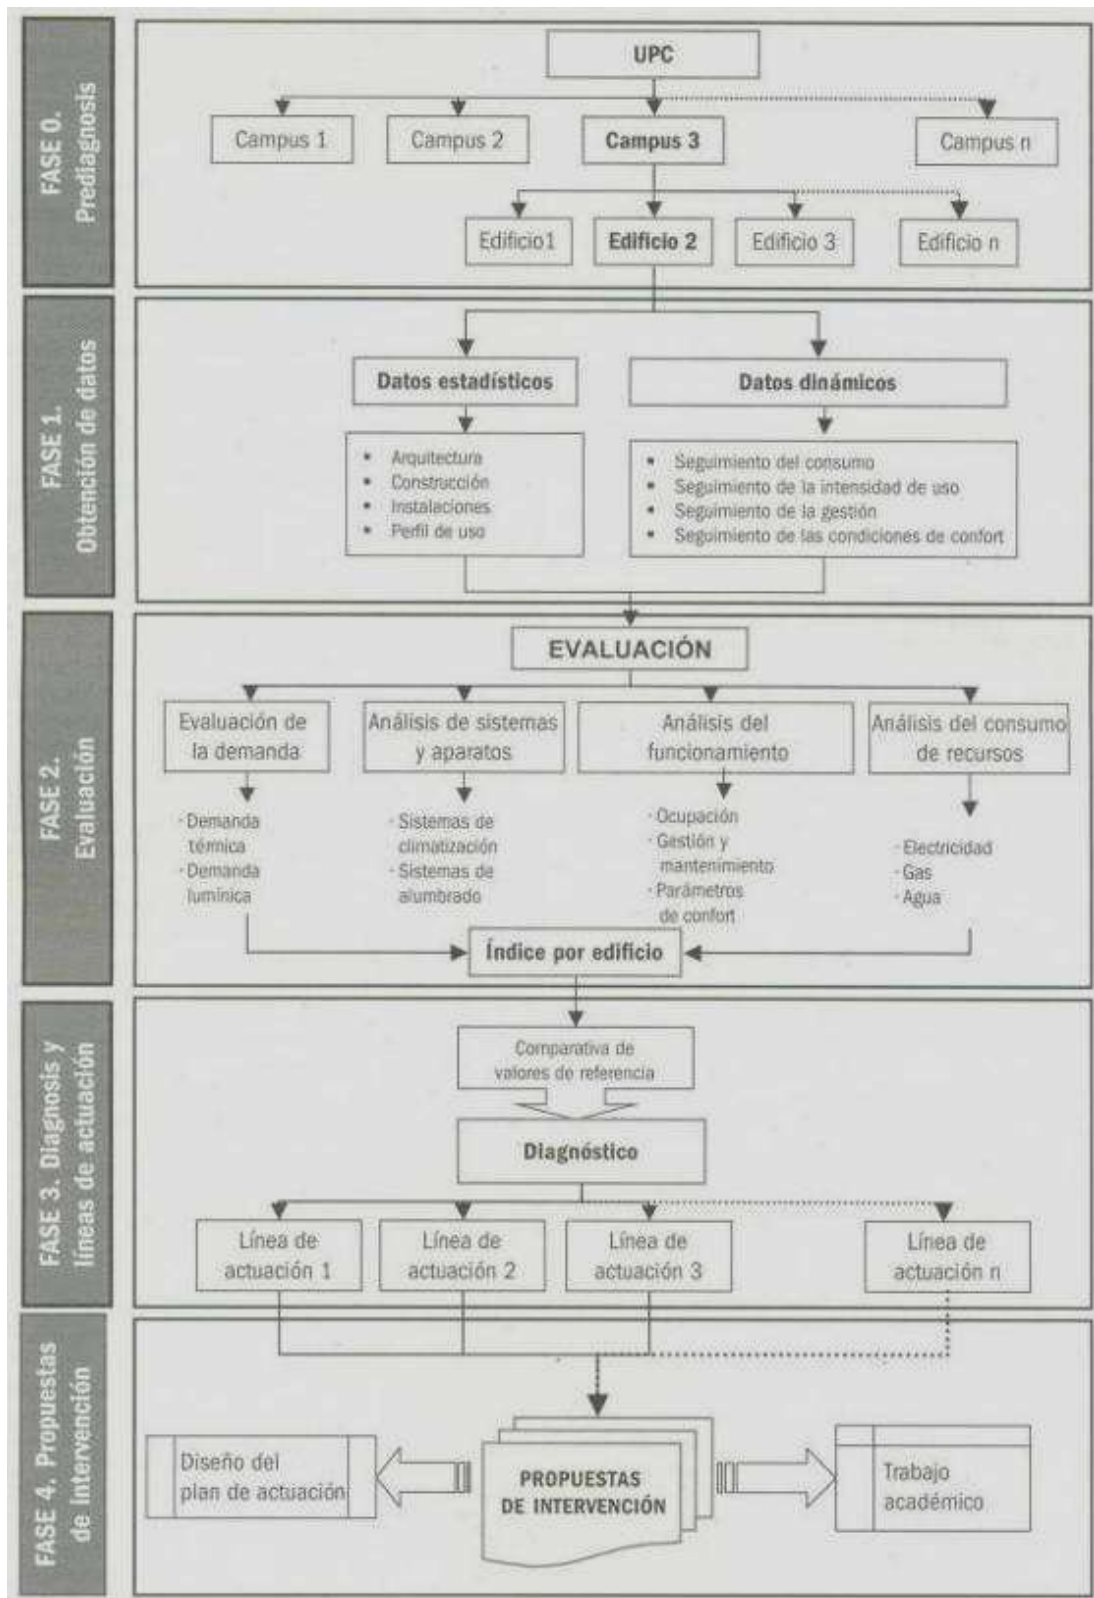 FASE 0.
Prediagnosis
UPC
Campus 1
Campus 2
Campus 3
Campus n
Edificio1
Edificio 2
Edificio 3
Edificio n
FASE 1.
Obtención de datos
Datos estadísticos
Datos dinámicos
▪ Arquitectura
▪ Construcción
▪ Instalaciones
▪ Perfil de uso
▪ Seguimiento del consumo
▪ Seguimiento de la intensidad de uso
▪ Seguimiento de la gestión
▪ Seguimiento de las condiciones de confort
FASE 2.
Evaluación
EVALUACIÓN
Evaluación de
la demanda
Análisis de sistemas
y aparatos
Análisis del
funcionamiento
Análisis del consumo
de recursos
· Demanda
térmica
· Demanda
lumínica
· Sistemas de
climatización
· Sistemas de
alumbrado
· Ocupación
· Gestión y
mantenimiento
· Parámetros
de confort
· Electricidad
· Gas
· Agua
Índice por edificio
FASE 3. Diagnosis y
líneas de actuación
Comparativa de
valores de referencia
Diagnóstico
Línea de
actuación 1
Línea de
actuación 2
Línea de
actuación 3
Línea de
actuación n
FASE 4. Propuestas
de Intervención
Diseño del
plan de actuación
PROPUESTAS
DE INTERVENCIÓN
Trabajo
académico